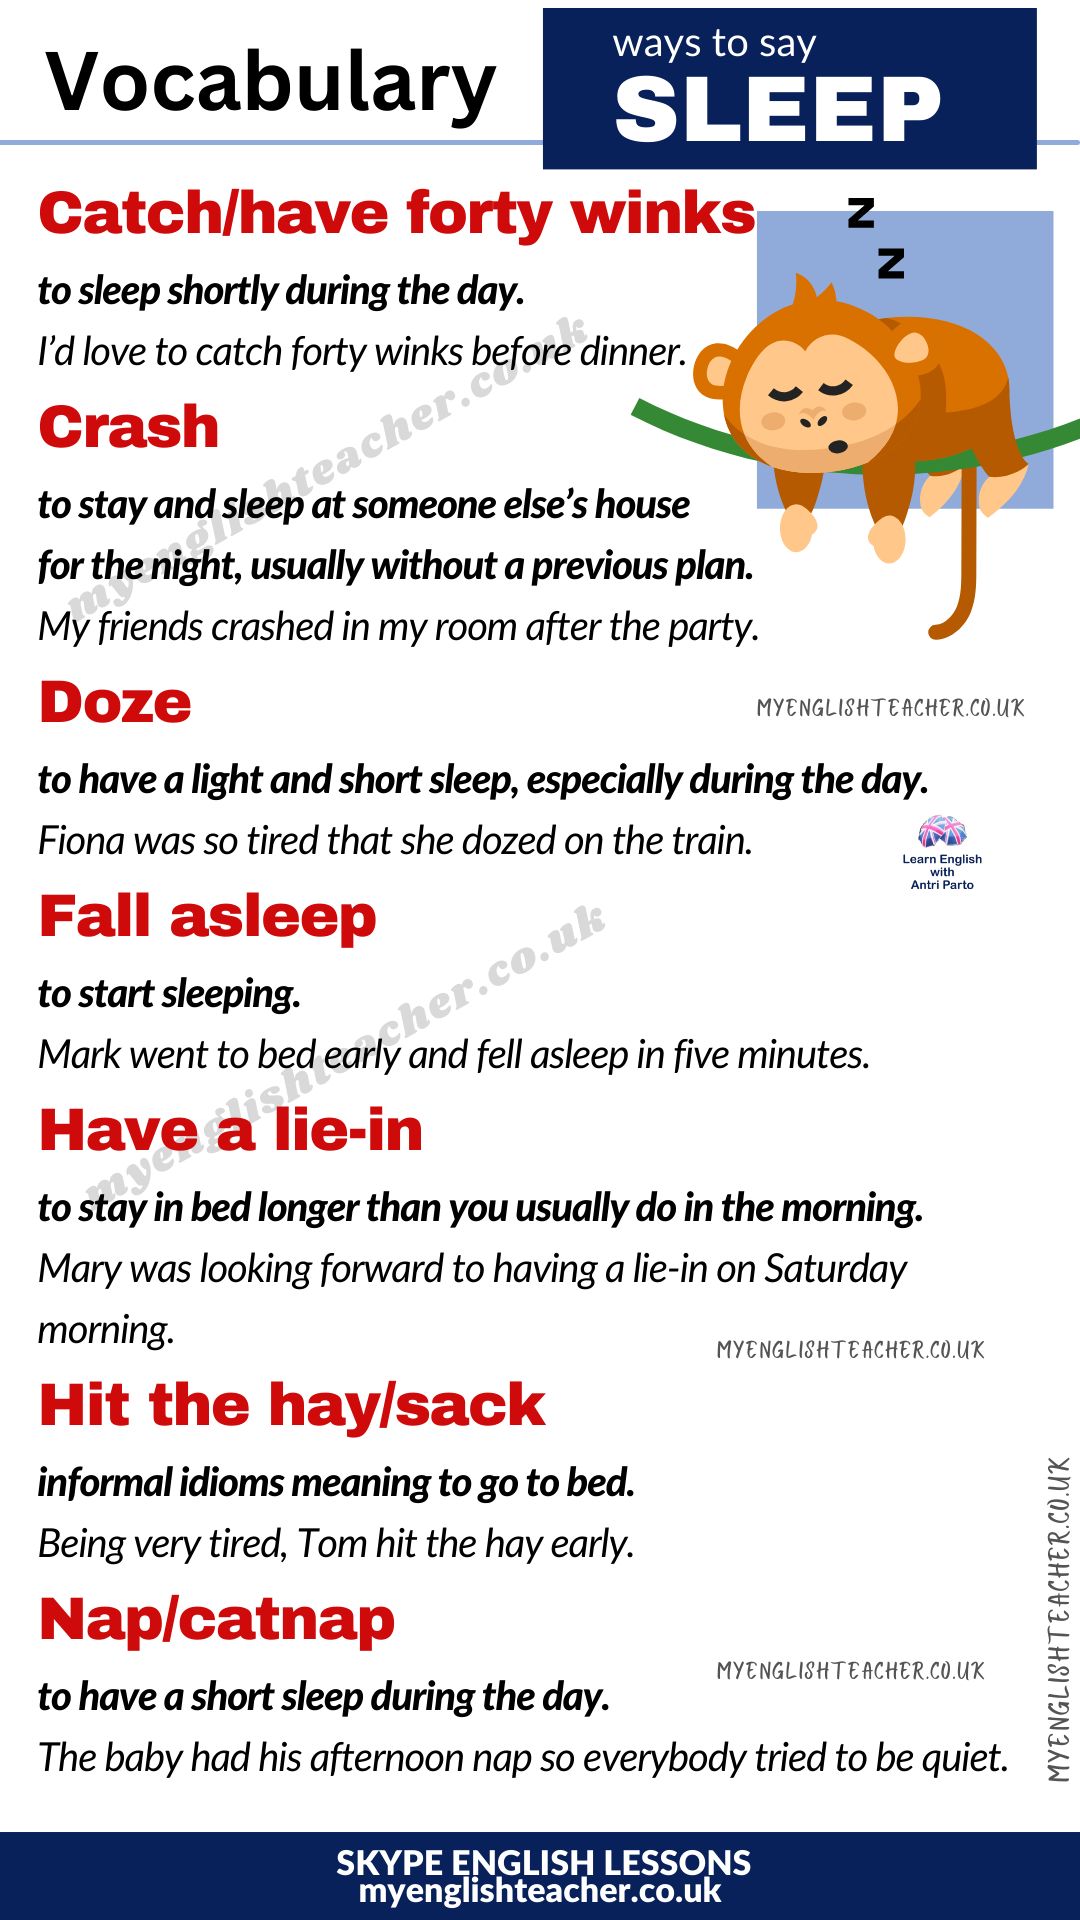 Vocabulary
ways to say
SLEEP
Catch/have forty winks
z
z
to sleep shortly during the day.
I'd love to catch forty winks before dinner.
myenglishteacher.co.uk
Crash
to stay and sleep at someone else's house
for the night, usually without a previous plan.
My friends crashed in my room after the party.
Doze
MYENGLISHTEACHER.CO.UK
to have a light and short sleep, especially during the day.
Fiona was so tired that she dozed on the train.
Learn English
with
Antri Parto
Fall asleep
to start sleeping.
Mark went to bed early and fell asleep in five minutes.
myenglishteacher.co.uk
Have a lie-in
to stay in bed longer than you usually do in the morning.
Mary was looking forward to having a lie-in on Saturday
morning.
MYENGLISHTEACHER.CO.UK
Hit the hay/sack
informal idioms meaning to go to bed.
Being very tired, Tom hit the hay early.
MYENGLISHTEACHER.CO.UK
Nap/catnap
MYENGLISHTEACHER.CO.UK
to have a short sleep during the day.
The baby had his afternoon nap so everybody tried to be quiet.
SKYPE ENGLISH LESSONS
myenglishteacher.co.uk